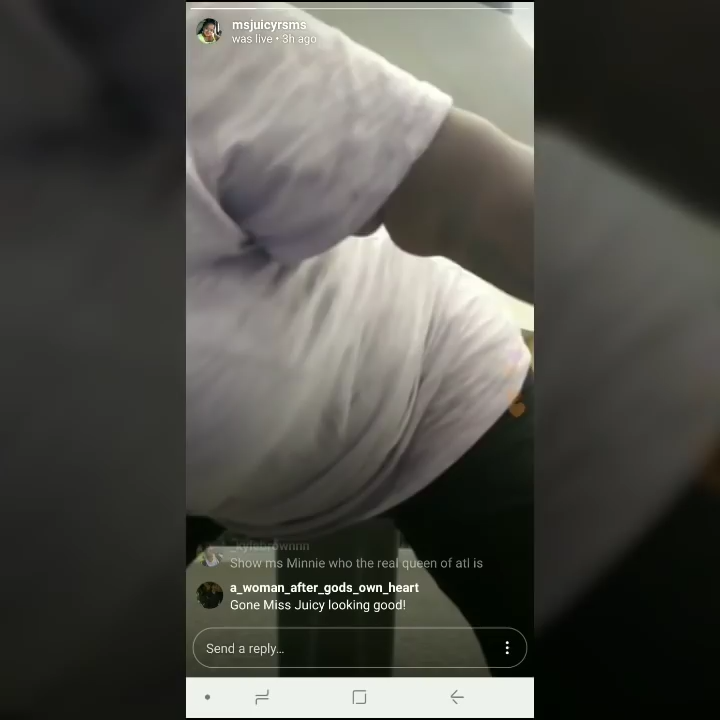 msjuicyrsms
was live • 3h ago
_kylebrownnn
Show ms Minnie who the real queen of atl is
a_woman_after_gods_own_heart
Gone Miss Juicy looking good!
Send a reply...